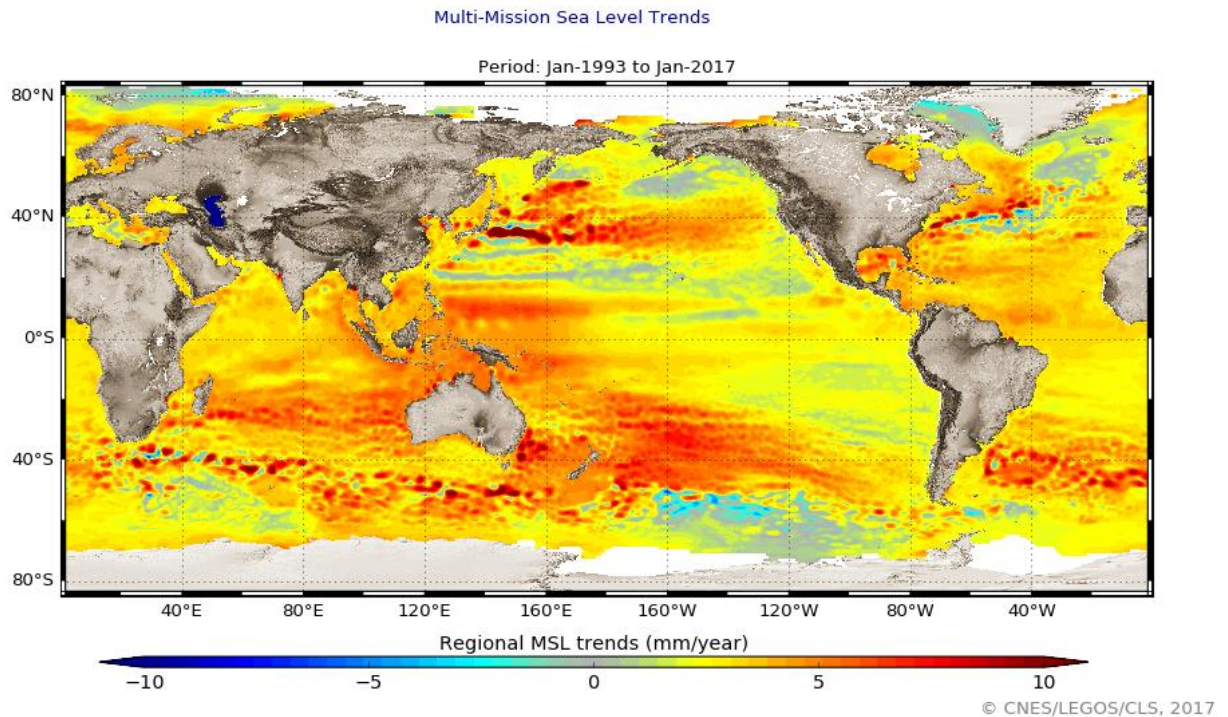 Multi-Mission Sea Level Trends
Period: Jan-1993 to Jan-2017
80°N
40°N
0°S
40°S
80°S
40°E 80°E 120°E 160°E 160°W 120°W 80°W 40°W
Regional MSL trends (mm/year)
−10 −5 0 5 10
© CNES/LEGOS/CLS, 2017